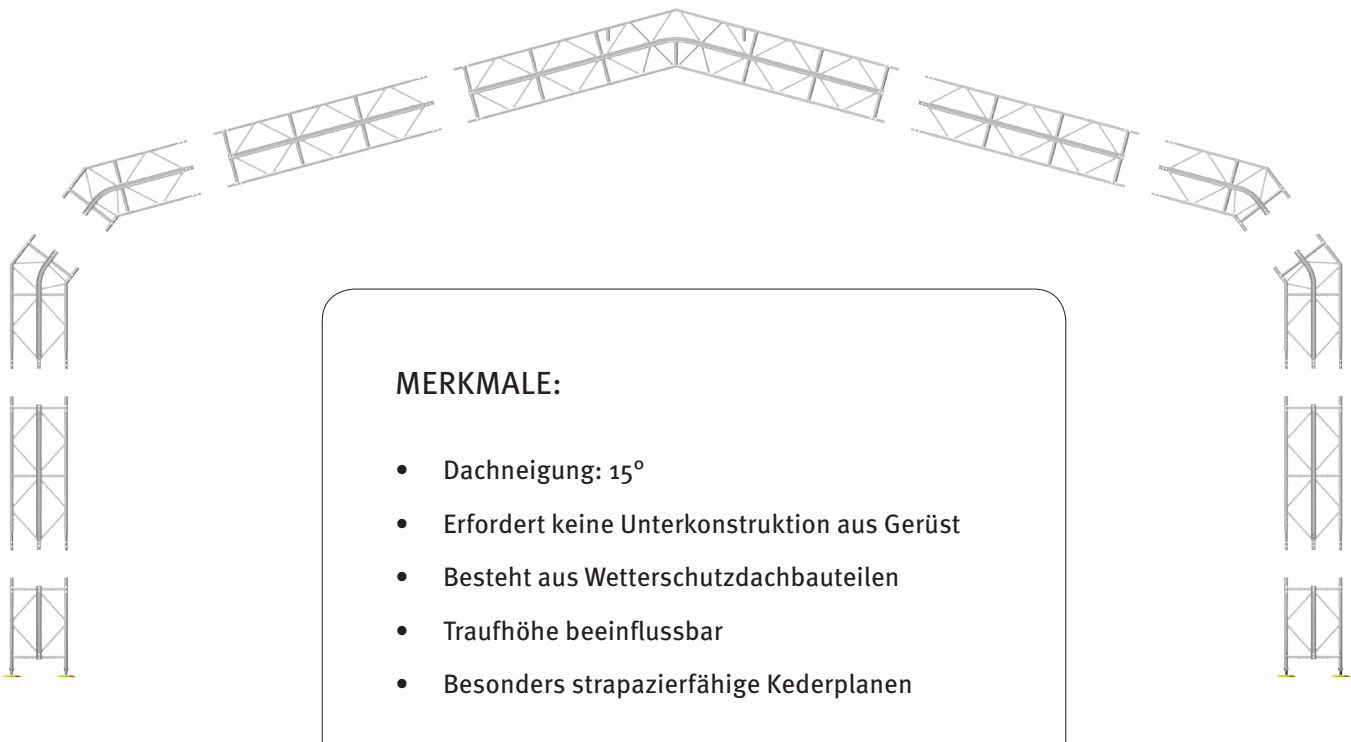 MERKMALE:
• Dachneigung: 15°
• Erfordert keine Unterkonstruktion aus Gerüst
• Besteht aus Wetterschutzdachbauteilen
• Traufhöhe beeinflussbar
• Besonders strapazierfähige Kederplanen